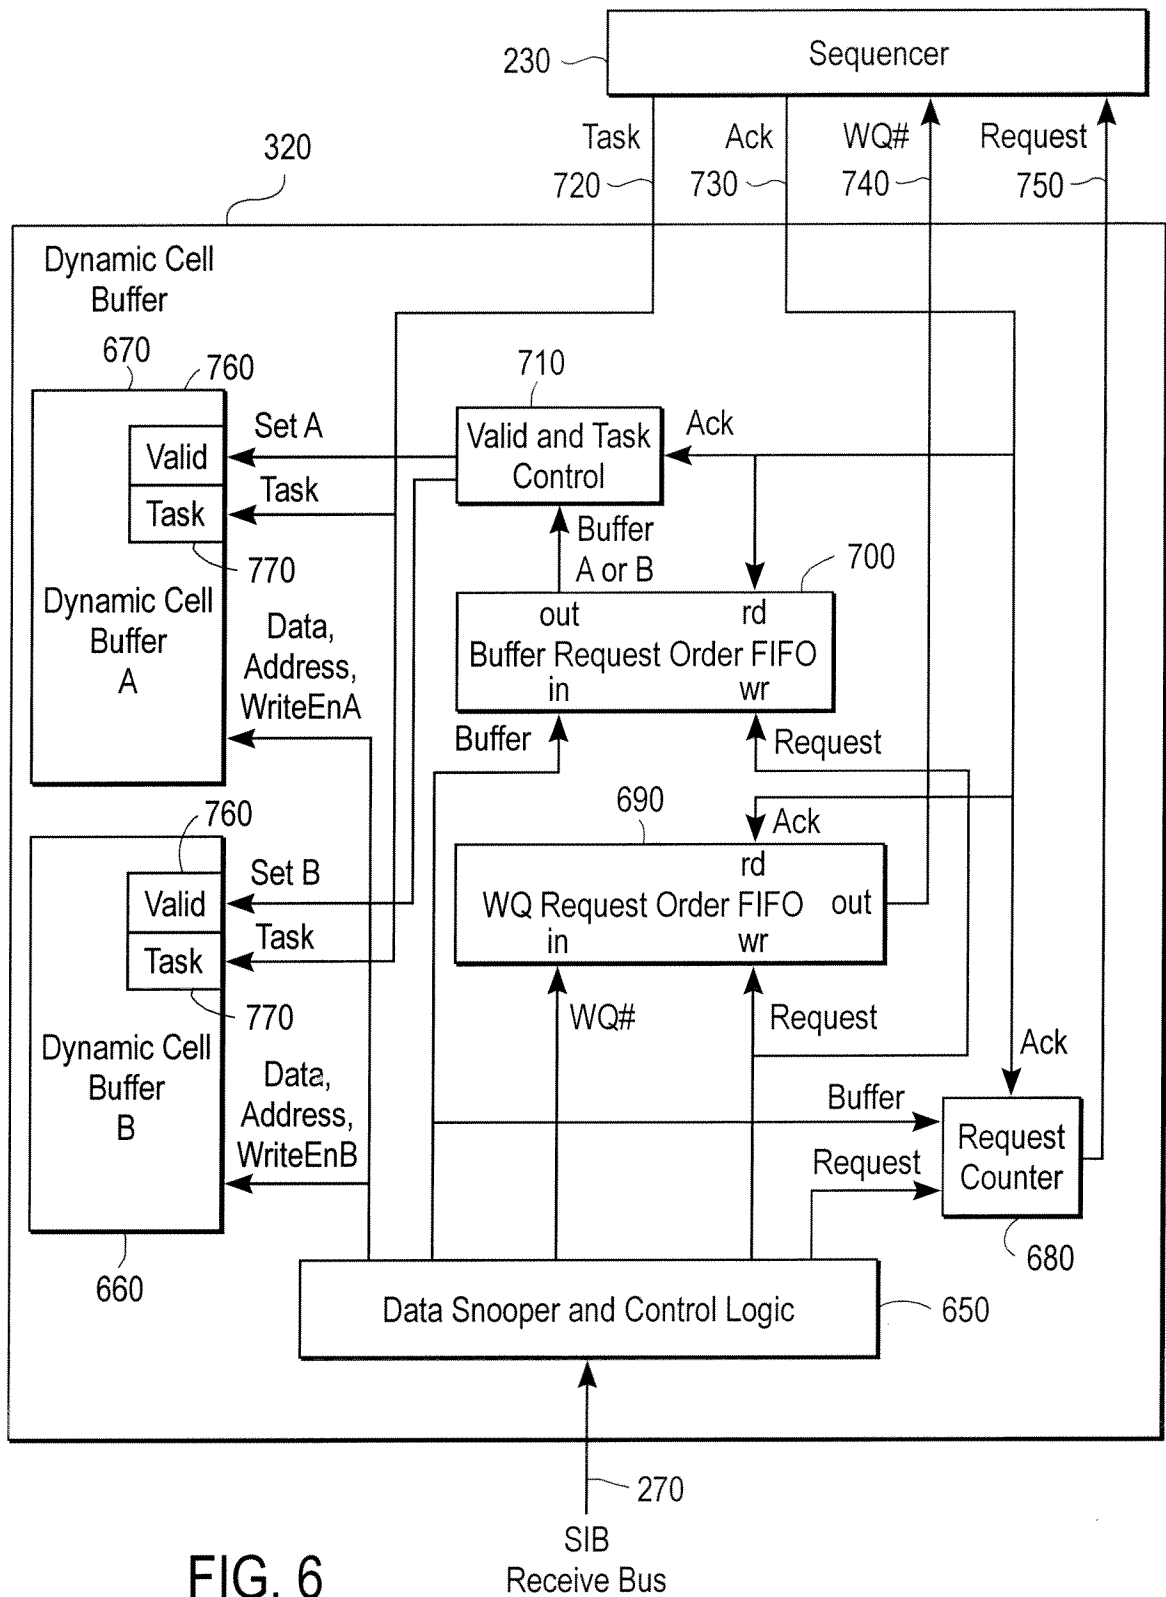 Sequencer
230
Task
Ack
WQ#
Request
720
730
740
750
320
Dynamic Cell
Buffer
670
760
710
Set A
Valid and Task
Control
Ack
Valid
Task
Task
770
Buffer
A or B
700
Dynamic Cell
Buffer
A
Data,
Address,
WriteEnA
out
rd
Buffer Request Order FIFO
in
wr
Buffer
Request
760
690
Ack
Set B
Valid
rd
WQ Request Order FIFO
out
in
wr
Task
Task
770
WQ#
Request
Dynamic Cell
Buffer
B
Data,
Address,
WriteEnB
Ack
Buffer
Request
Request
Counter
680
660
Data Snooper and Control Logic
650
270
SIB
Receive Bus
FIG. 6